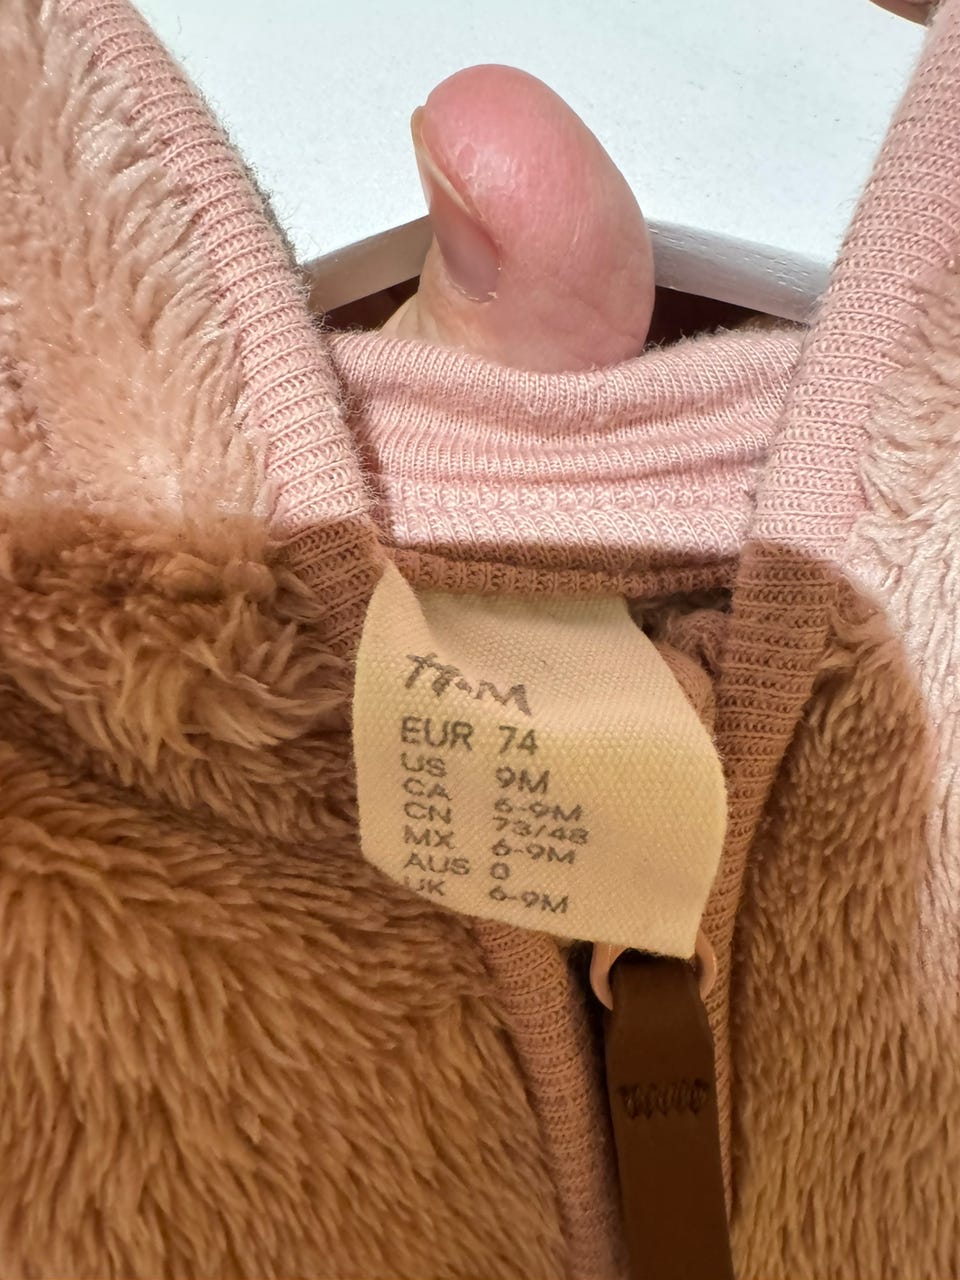 H&M
EUR 74
US 9M
CA 6-9M
CN 73/48
MX 6-9M
AUS 0
UK 6-9M